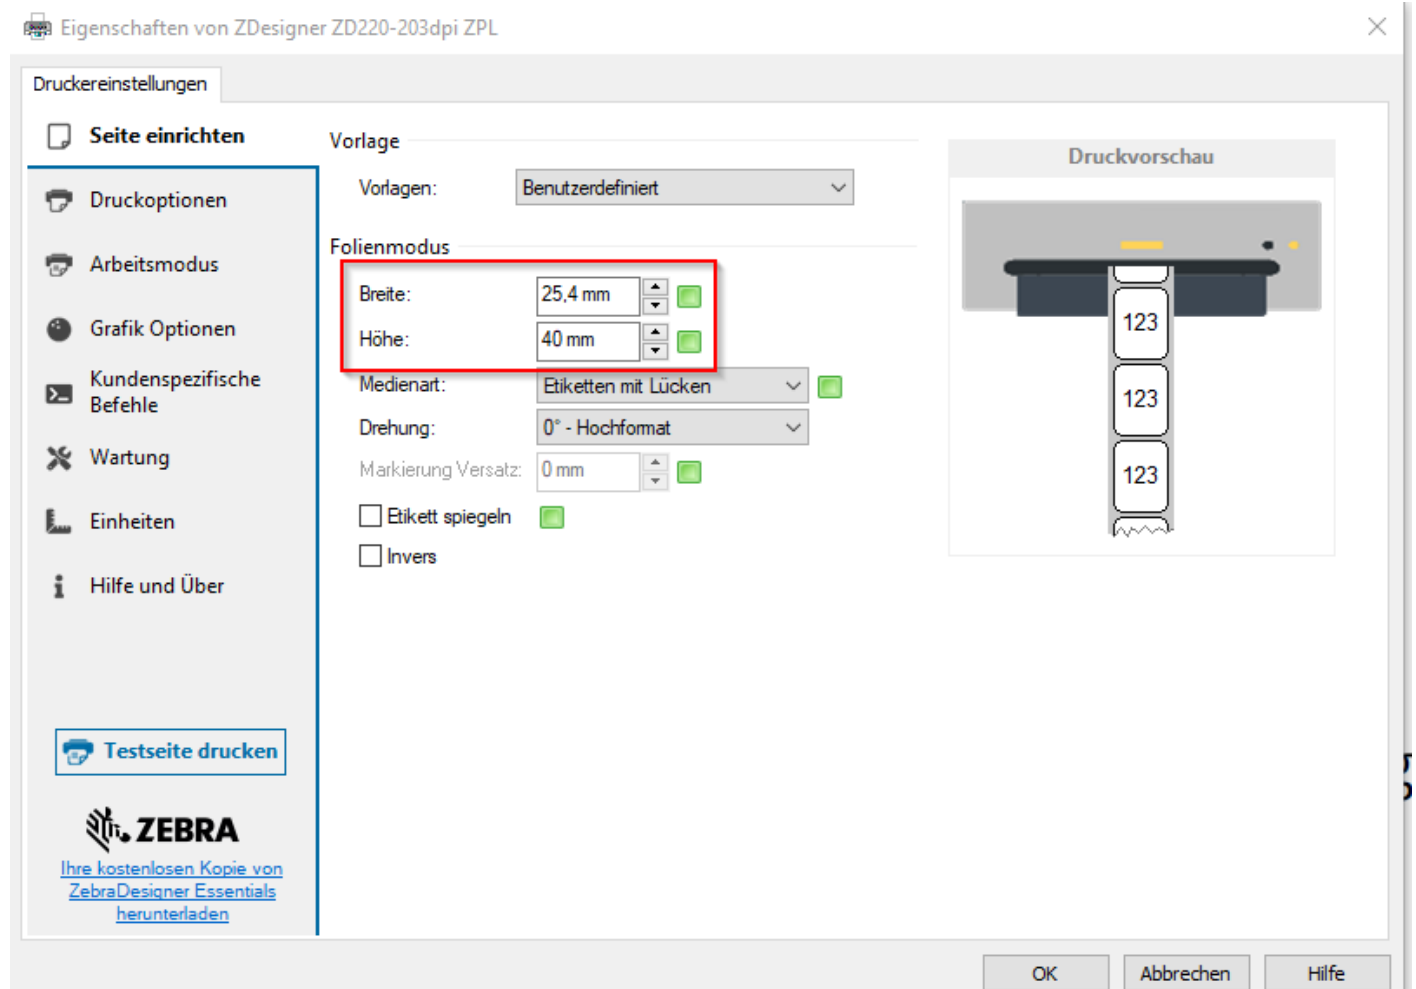 Eigenschaften von ZDesigner ZD220-203dpi ZPL
Druckereinstellungen
Seite einrichten
Druckoptionen
Arbeitsmodus
Grafik Optionen
Kundenspezifische
Befehle
Wartung
Einheiten
Hilfe und Über
Testseite drucken
ZEBRA
Ihre kostenlosen Kopie von
ZebraDesigner Essentials
herunterladen
Vorlage
Vorlagen: Benutzerdefiniert
Folienmodus
Breite: 25,4 mm
Höhe: 40 mm
Medienart: Etiketten mit Lücken
Drehung: 0° - Hochformat
Markierung Versatz: 0 mm
Etikett spiegeln
Invers
Druckvorschau
123
123
123
OK Abbrechen Hilfe